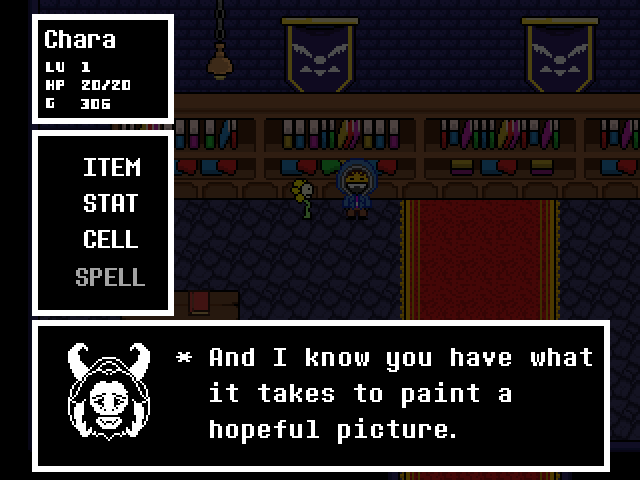 Chara
LV 1
HP 20/20
G 306
ITEM
STAT
CELL
SPELL
* And I know you have what
it takes to paint a
hopeful picture.